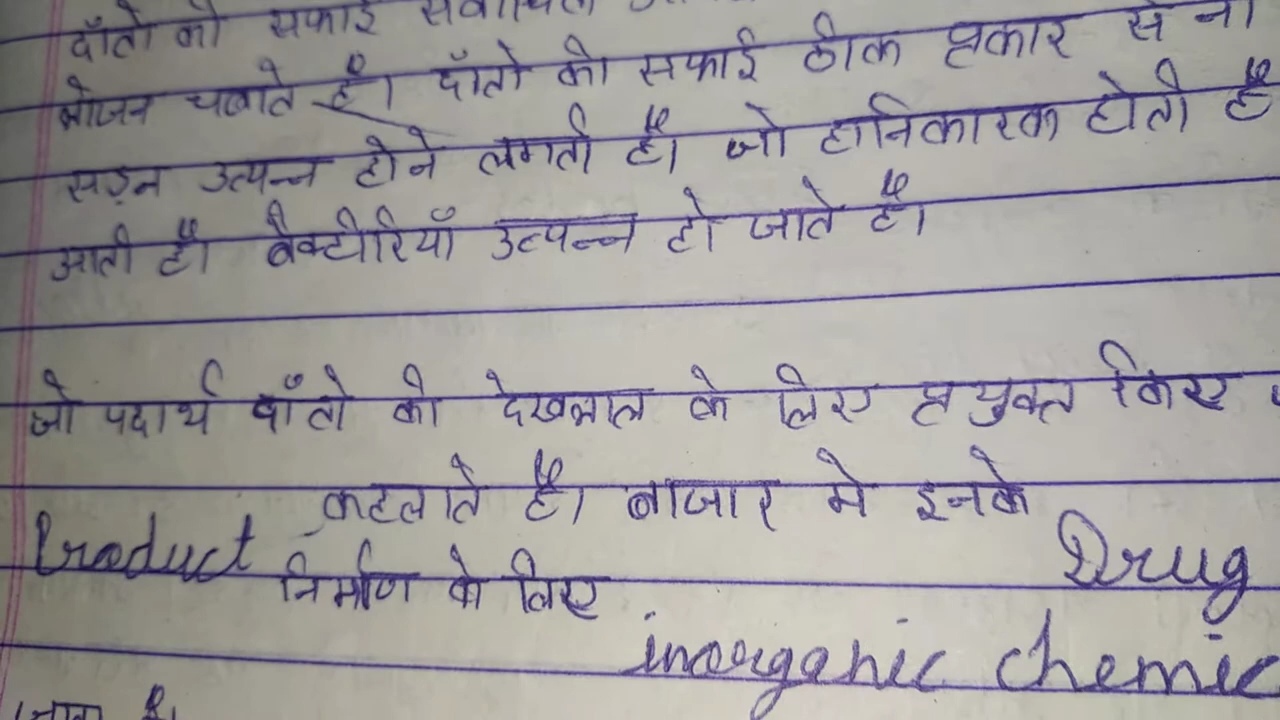 दाँतो की सफाई
भोजन चबाते है। दाँतो की सफाई ठीक प्रकार से ना
सड़न उत्पन्न होने लगती है। जो हानिकारक होती है
आती है। बैक्टीरियाँ उत्पन्न हो जाते है।
जो पदार्थ दाँतो की देखभाल के लिए प्रयुक्त किए
कहलाते है। बाजार मे इनके
Product निर्माण के लिए Drug
inorganic chemic